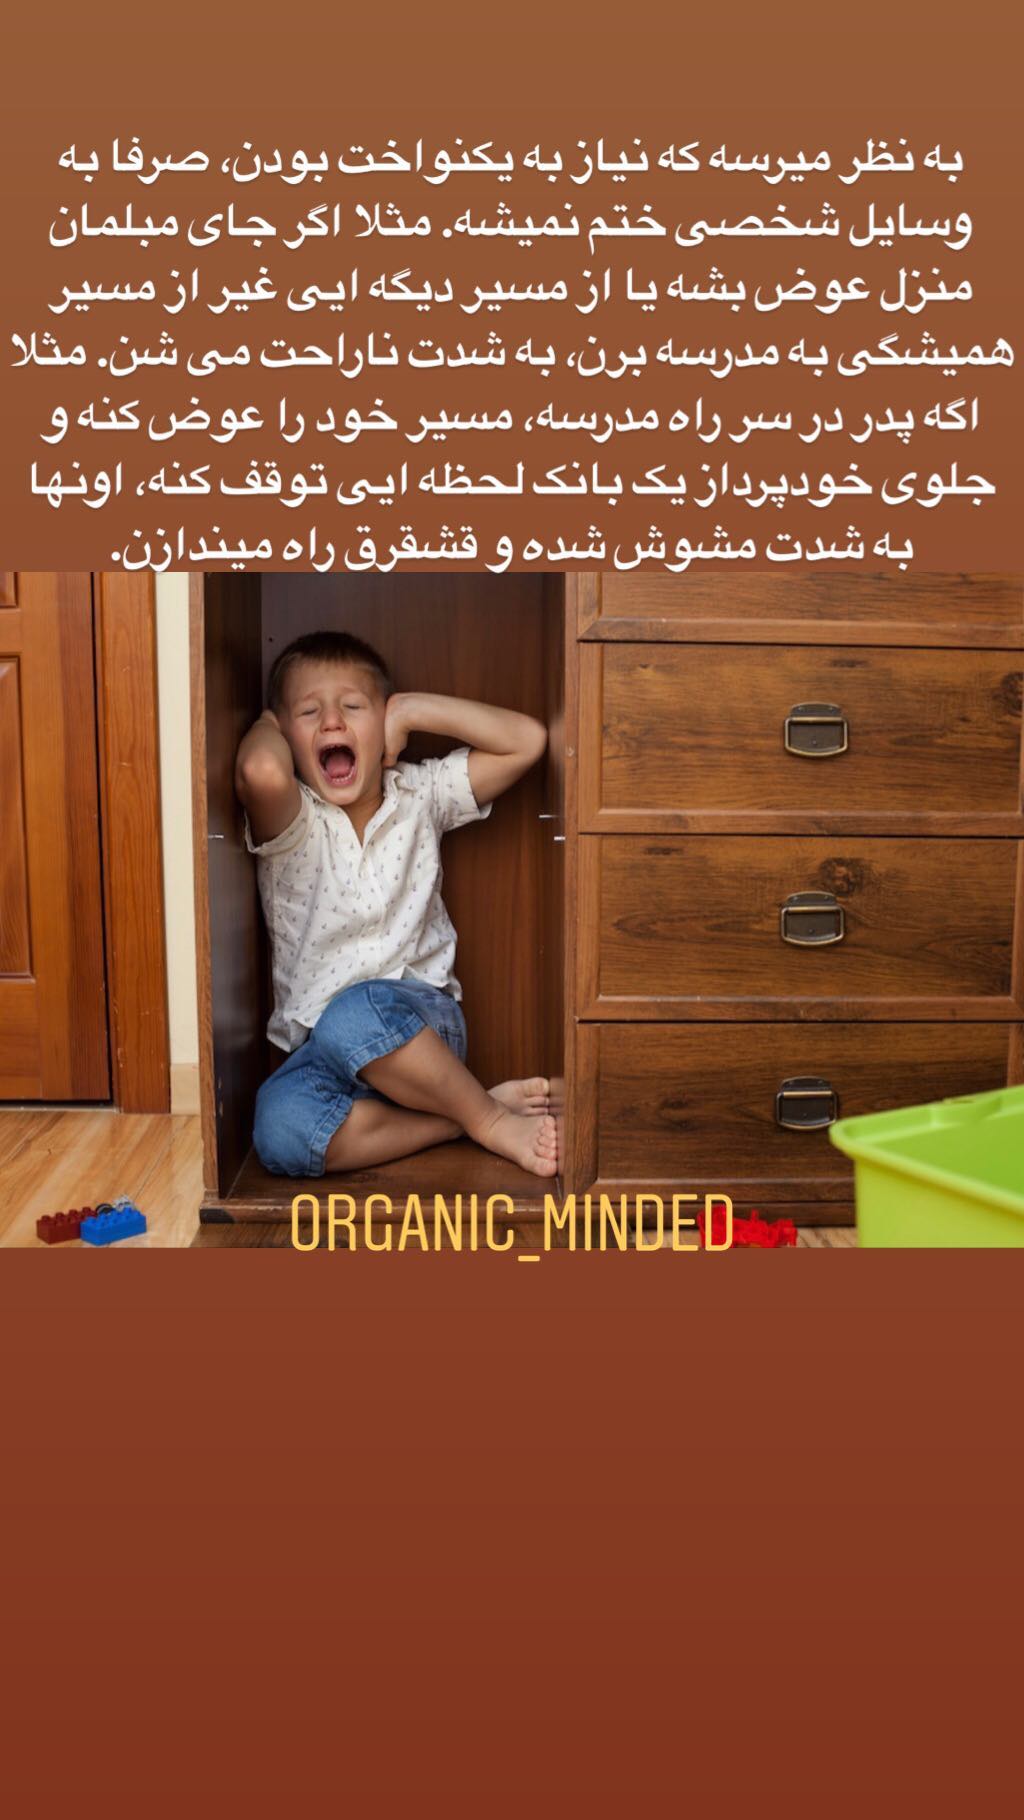 به نظر میرسه که نیاز به یکنواخت بودن، صرفا به
وسایل شخصی ختم نمیشه. مثلا اگر جای مبلمان
منزل عوض بشه یا از مسیر دیگه ایی غیر از مسیر
همیشگی به مدرسه برن، به شدت ناراحت می شن. مثلا
اگه پدر در سر راه مدرسه، مسیر خود را عوض کنه و
جلوی خودپرداز یک بانک لحظه ایی توقف کنه، اونها
به شدت مشوش شده و قشقرق راه میندازن.
ORGANIC_MINDED